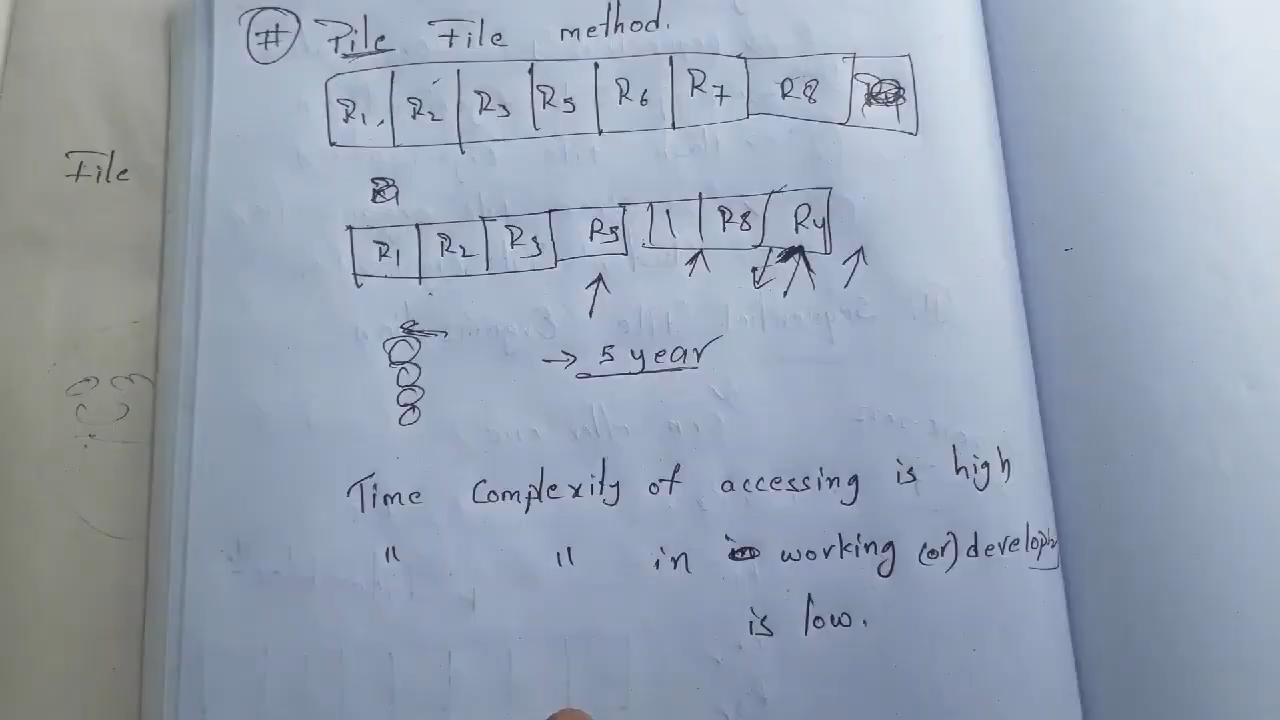 # Pile File method.
R1. R2 R3 R5 R6 R7 R8
File
R1 R2 R3 R5 1 R8 R4
→ 5 year
Time Complexity of accessing is high
" " in working (or) develop
is low.